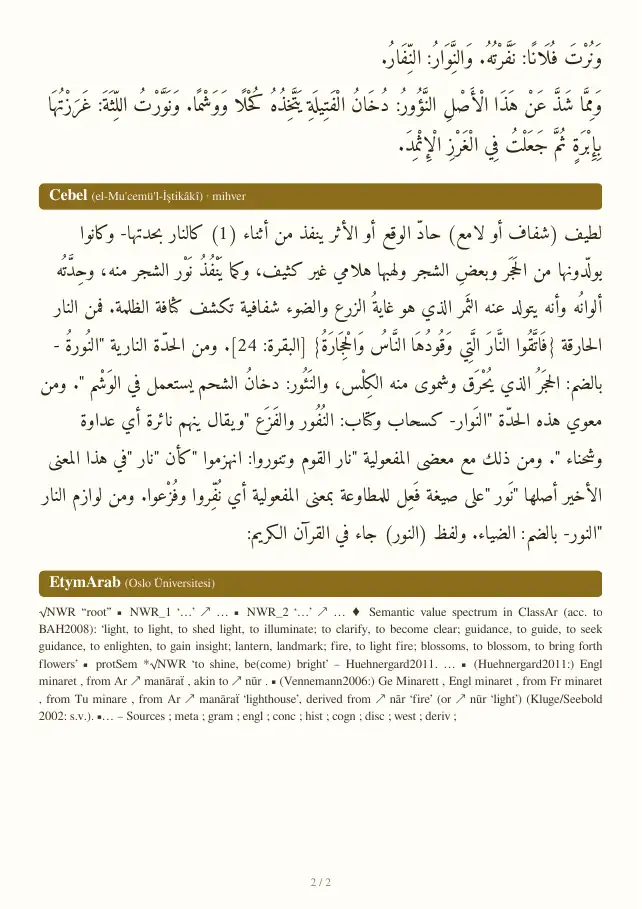 وَنُرْتَ فُلَانًا: نَفَّرْتُهُ. وَالنَّوَارُ: النِّفَارُ.
وَمِمَّا شَذَّ عَنْ هَذَا الْأَصْلِ النَّؤُورُ: دُخَانُ الْفَتِيلَةِ يَتَّخِذُهُ كُحْلًا وَوَشْمًا. وَنَوَّرْتُ اللِّثَةَ: غَرَزْتُهَا
بِإِبْرَةٍ ثُمَّ جَعَلْتُ فِي الْغَرْزِ الْإِثْمِدَ.
Cebel (el-Mu'cemü'l-İştikâkî) · mihver
لطيف (شفاف أو لامع) حادّ الوقع أو الأثر ينفذ من أثناء (1) كالنار بحدتها- وكانوا
يولّدونها من الحَجَر وبعضِ الشجر ولهبها هلامي غير كثيف، وكما يَنْفُذُ نَوْر الشجر منه، وحِدَّتُه
ألوانُه وأنه يتولد عنه الثَمر الذي هو غايةُ الزرع والضوء شفافية تكشف كثافة الظلمة. فمن النار
الحارقة {فَاتَّقُوا النَّارَ الَّتِي وَقُودُهَا النَّاسُ وَالْحِجَارَةُ} [البقرة: 24]. ومن الحدّة النارية "النُورةُ -
بالضم: الحَجَرُ الذي يُحْرَق وشموى منه الكِلْس، والنَئُور: دخانُ الشحم يستعمل في الوَشْم ". ومن
معوي هذه الحدّة "النَوار- كسحاب وكتاب: النُفُور والفَزَع "ويقال ينهم نائرة أي عداوة
وشحناء ". ومن ذلك مع معضى المفعولية "نار القوم وتنوروا: انهزموا "كأن "نار "في هذا المعنى
الأخير أصلها "نَوِر "على صيغة فَعِل للمطاوعة بمعنى المفعولية أي نُفِّروا وفُزْعوا. ومن لوازم النار
"النور- بالضم: الضياء. ولفظ (النور) جاء في القرآن الكريم:
EtymArab (Oslo Üniversitesi)
√NWR “root” ▪ NWR_1 ‘…’ ↗ … ▪ NWR_2 ‘…’ ↗ … ♦ Semantic value spectrum in ClassAr (acc. to
BAH2008): ‘light, to light, to shed light, to illuminate; to clarify, to become clear; guidance, to guide, to seek
guidance, to enlighten, to gain insight; lantern, landmark; fire, to light fire; blossoms, to blossom, to bring forth
flowers’ ▪ protSem *√NWR ‘to shine, be(come) bright’ – Huehnergard2011. … ▪ (Huehnergard2011:) Engl
minaret , from Ar ↗ manāraẗ , akin to ↗ nūr . ▪ (Vennemann2006:) Ge Minarett , Engl minaret , from Fr minaret
, from Tu minare , from Ar ↗ manāraẗ ‘lighthouse’, derived from ↗ nār ‘fire’ (or ↗ nūr ‘light’) (Kluge/Seebold
2002: s.v.). ▪… – Sources ; meta ; gram ; engl ; conc ; hist ; cogn ; disc ; west ; deriv ;
2 / 2